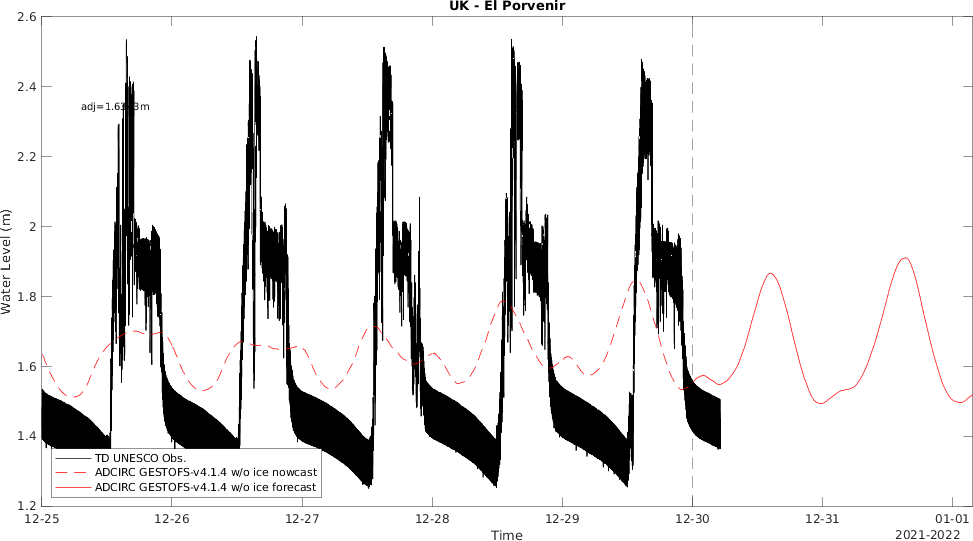 UK - El Porvenir
2.6
2.4
2.2
2
1.8
1.6
1.4
1.2
Water Level (m)
TD UNESCO Obs.
ADCIRC GESTOFS-v4.1.4 w/o ice nowcast
ADCIRC GESTOFS-v4.1.4 w/o ice forecast
12-25
12-26
12-27
12-28
12-29
12-30
12-31
01-01
Time
2021-2022